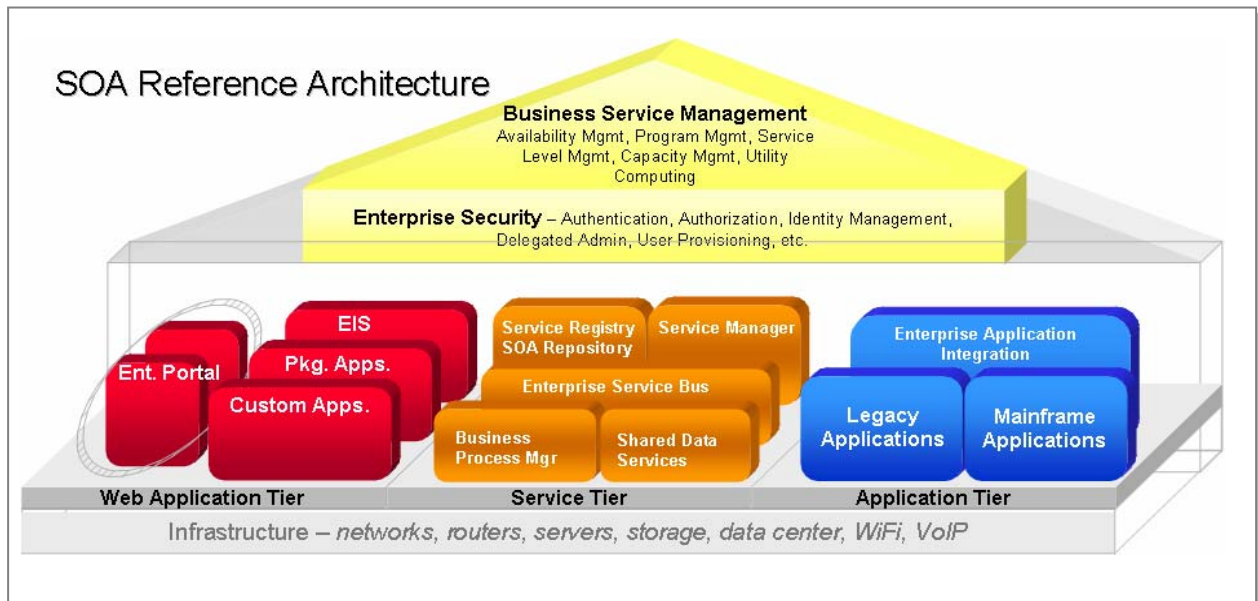 SOA Reference Architecture
Business Service Management
Availability Mgmt, Program Mgmt, Service
Level Mgmt, Capacity Mgmt, Utility
Computing
Enterprise Security – Authentication, Authorization, Identity Management,
Delegated Admin, User Provisioning, etc.
Ent. Portal
EIS
Pkg. Apps.
Custom Apps.
Service Registry
SOA Repository
Service Manager
Enterprise Service Bus
Business
Process Mgr
Shared Data
Services
Enterprise Application
Integration
Legacy
Applications
Mainframe
Applications
Web Application Tier
Service Tier
Application Tier
Infrastructure – networks, routers, servers, storage, data center, WiFi, VoIP